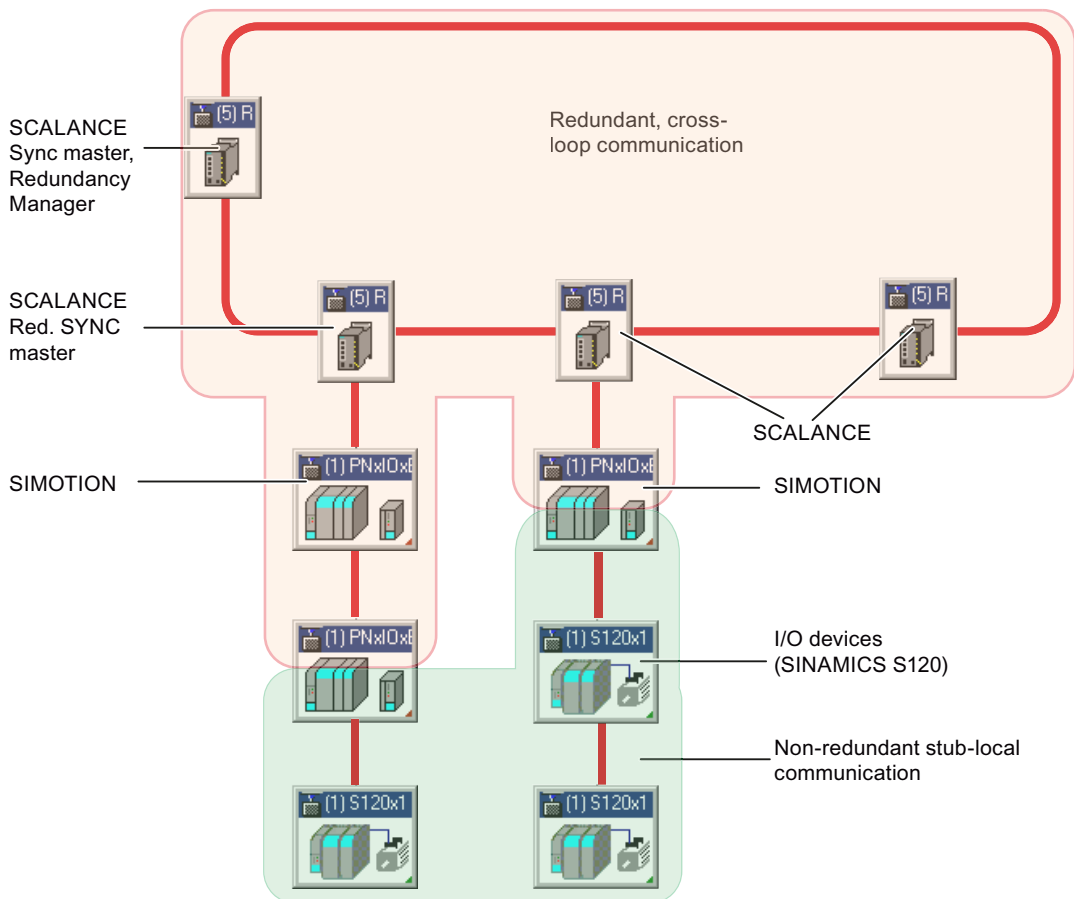 (5) R
SCALANCE
Sync master,
Redundancy
Manager
Redundant, cross-
loop communication
SCALANCE
Red. SYNC
master
(5) R
(5) R
(5) R
SCALANCE
SIMOTION
(1) PNxIOxE
(1) PNxIOxE
SIMOTION
(1) PNxIOxE
(1) S120x1
I/O devices
(SINAMICS S120)
Non-redundant stub-local
communication
(1) S120x1
(1) S120x1